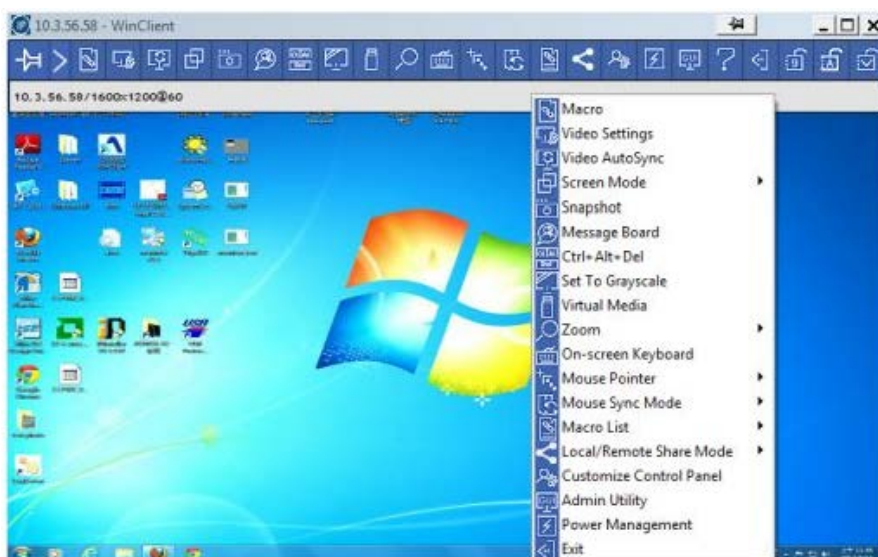 10.3.56.58 - WinClient
10.3.56.58/1600x1200@60
Macro
Video Settings
Video AutoSync
Screen Mode
Snapshot
Message Board
Ctrl+Alt+Del
Set To Grayscale
Virtual Media
Zoom
On-screen Keyboard
Mouse Pointer
Mouse Sync Mode
Macro List
Local/Remote Share Mode
Customize Control Panel
Admin Utility
Power Management
Exit